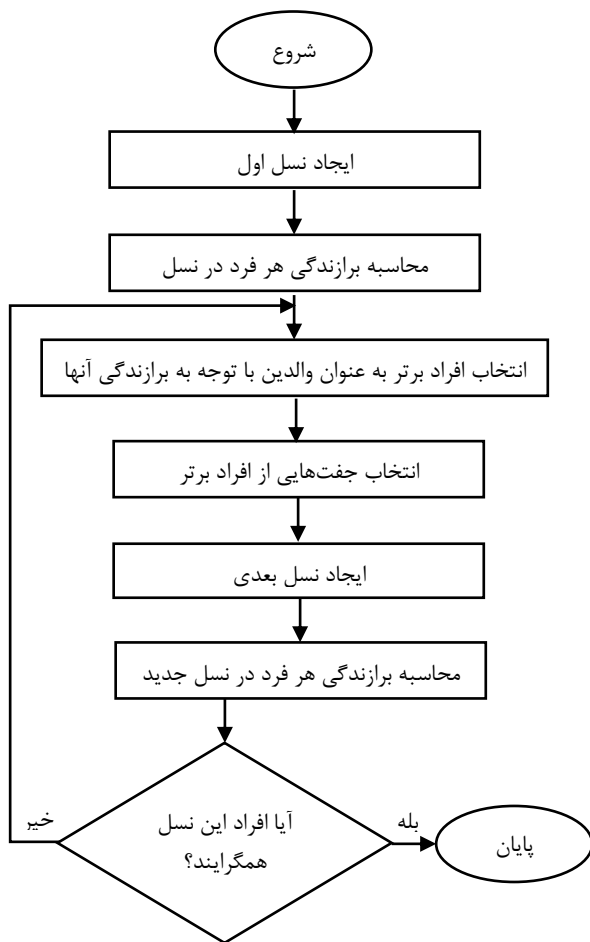 شروع
ایجاد نسل اول
محاسبه برازندگی هر فرد در نسل
انتخاب افراد برتر به عنوان والدین با توجه به برازندگی آنها
انتخاب جفت‌هایی از افراد برتر
ایجاد نسل بعدی
محاسبه برازندگی هر فرد در نسل جدید
آیا افراد این نسل
همگرایند؟
خیر
بله
پایان